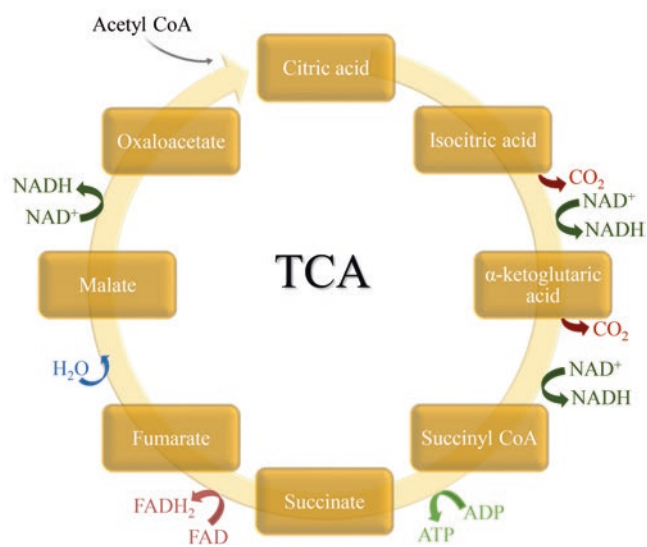 Acetyl CoA
Citric acid
Isocitric acid
CO₂
NAD⁺
NADH
α-ketoglutaric
acid
CO₂
NAD⁺
NADH
Succinyl CoA
ADP
ATP
Succinate
FADH₂
FAD
Fumarate
H₂O
Malate
NADH
NAD⁺
Oxaloacetate
TCA